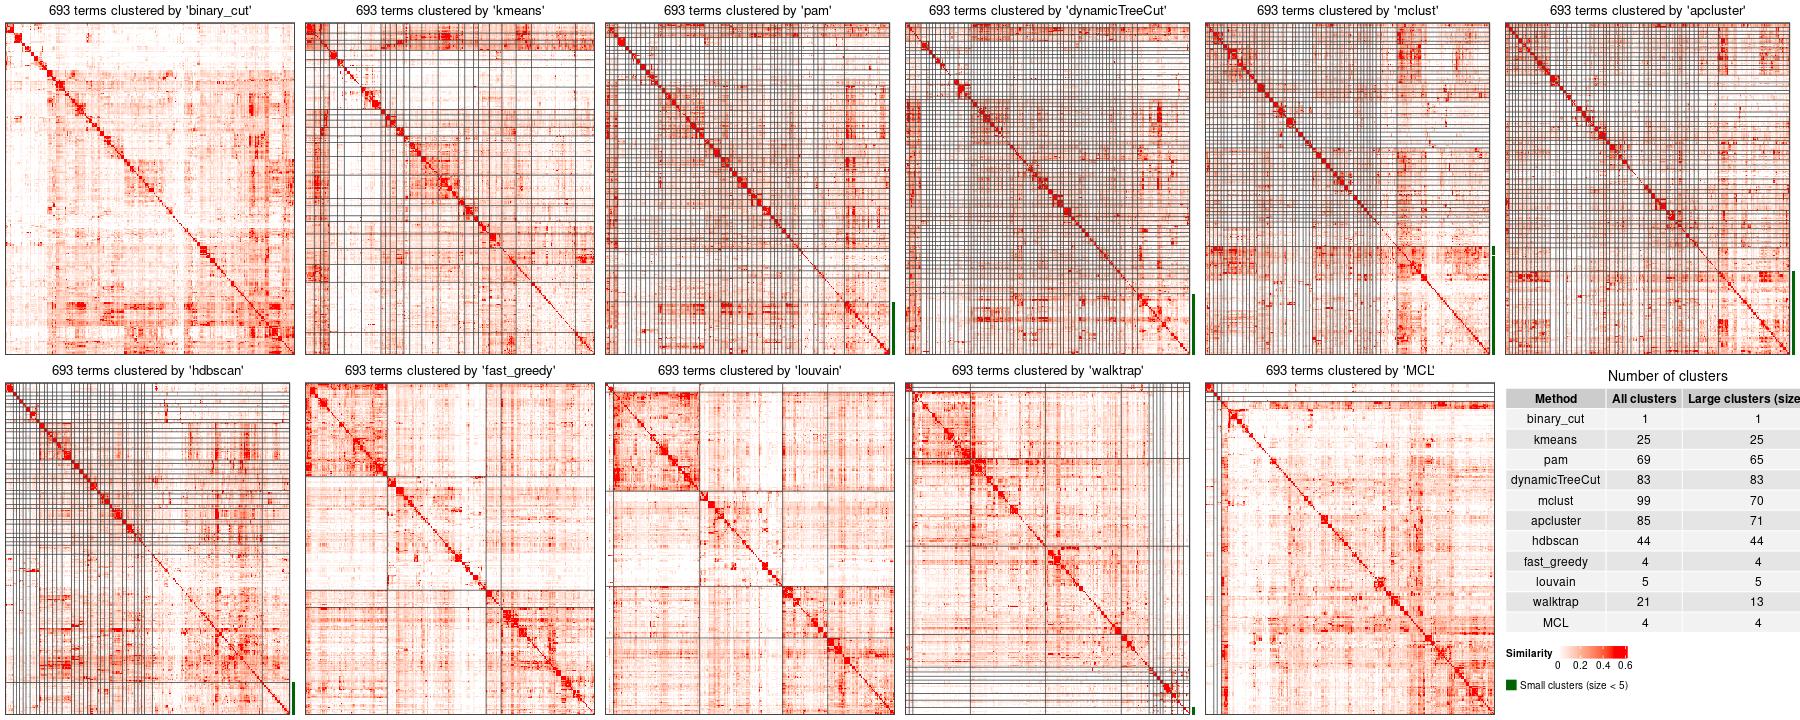 693 terms clustered by 'binary_cut'
693 terms clustered by 'kmeans'
693 terms clustered by 'pam'
693 terms clustered by 'dynamicTreeCut'
693 terms clustered by 'mclust'
693 terms clustered by 'apcluster'
693 terms clustered by 'hdbscan'
693 terms clustered by 'fast_greedy'
693 terms clustered by 'louvain'
693 terms clustered by 'walktrap'
693 terms clustered by 'MCL'
Number of clusters
Method All clusters Large clusters (size
binary_cut 1 1
kmeans 25 25
pam 69 65
dynamicTreeCut 83 83
mclust 99 70
apcluster 85 71
hdbscan 44 44
fast_greedy 4 4
louvain 5 5
walktrap 21 13
MCL 4 4
Similarity
0 0.2 0.4 0.6
Small clusters (size < 5)